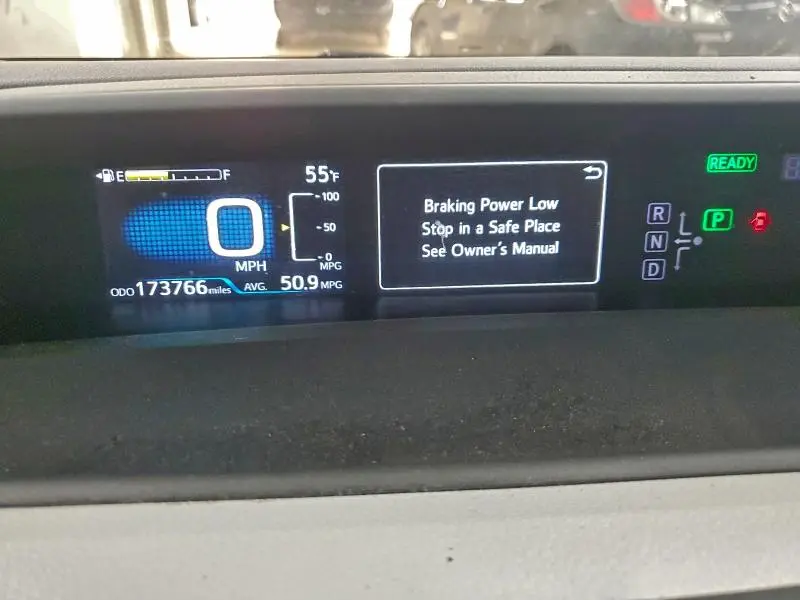 E F 55°F
100
0 50
MPH 0
MPG
ODO 173766 miles AVG. 50.9 MPG
Braking Power Low
Stop in a Safe Place
See Owner's Manual
READY
R
N
D
P